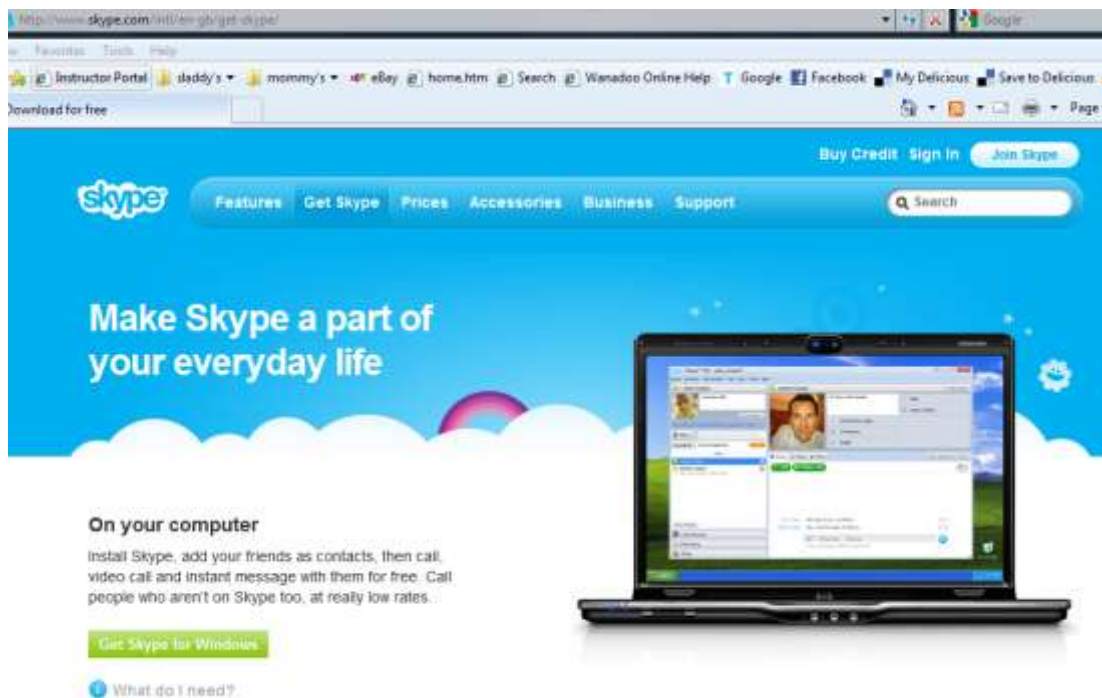 http://www.skype.com/intl/en-gb/get-skype/
Google
Favorites Tools Help
Instructor Portal daddy's mommy's eBay home.htm Search Wanadoo Online Help Google Facebook My Delicious Save to Delicious
Download for free
Page
Buy Credit Sign In Join Skype
skype
Features Get Skype Prices Accessories Business Support
Search
Make Skype a part of
your everyday life
On your computer
Install Skype, add your friends as contacts, then call,
video call and instant message with them for free. Call
people who aren't on Skype too, at really low rates.
Get Skype for Windows
What do I need?